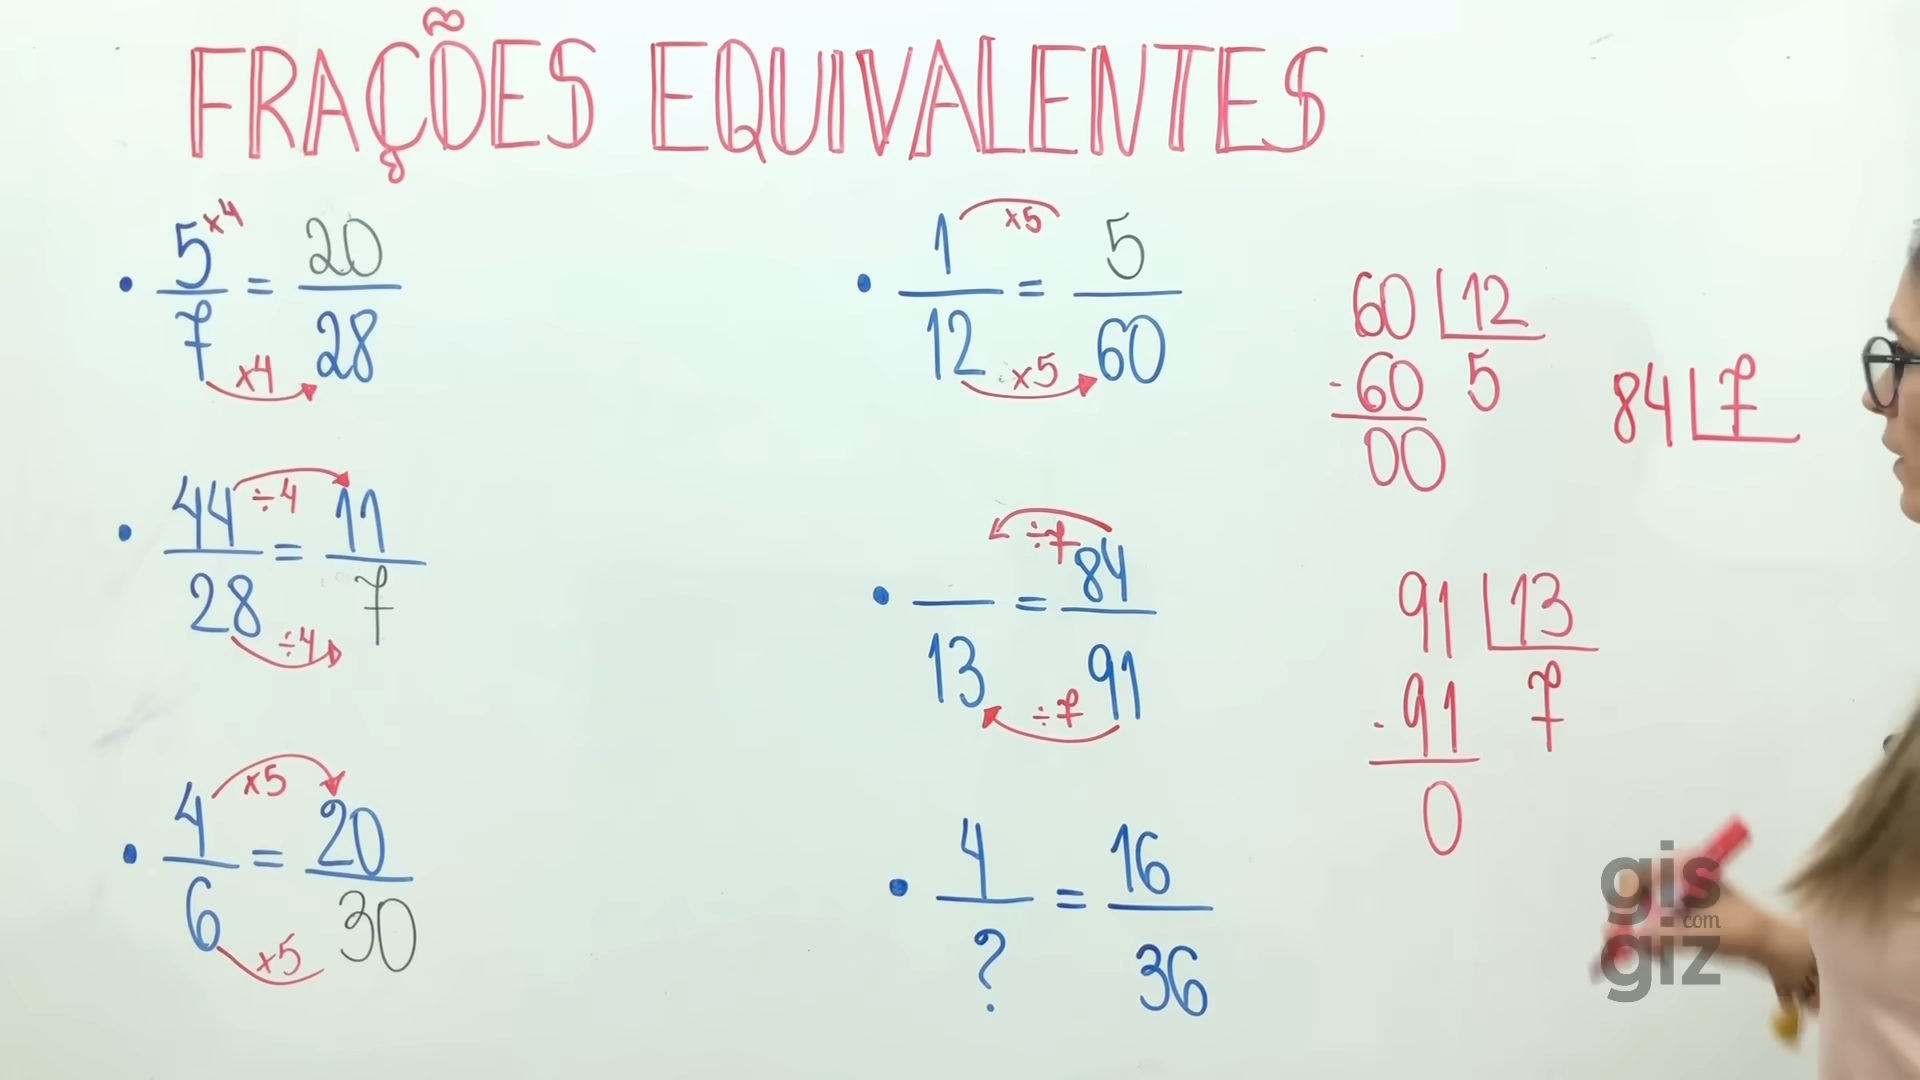 FRAÇÕES EQUIVALENTES
• 5 ×4 / 7 = 20 / 28
×4
• 44 / 28 = 11 / 7
÷4
÷4
• 4 / 6 = 20 / 30
×5
×5
• 1 / 12 = 5 / 60
×5
×5
• __ / 13 = 84 / 91
÷7
÷7
• 4 / ? = 16 / 36
60 | 12
-60 5
00
84 | 7
91 | 13
-91 7
0
gis
com
giz